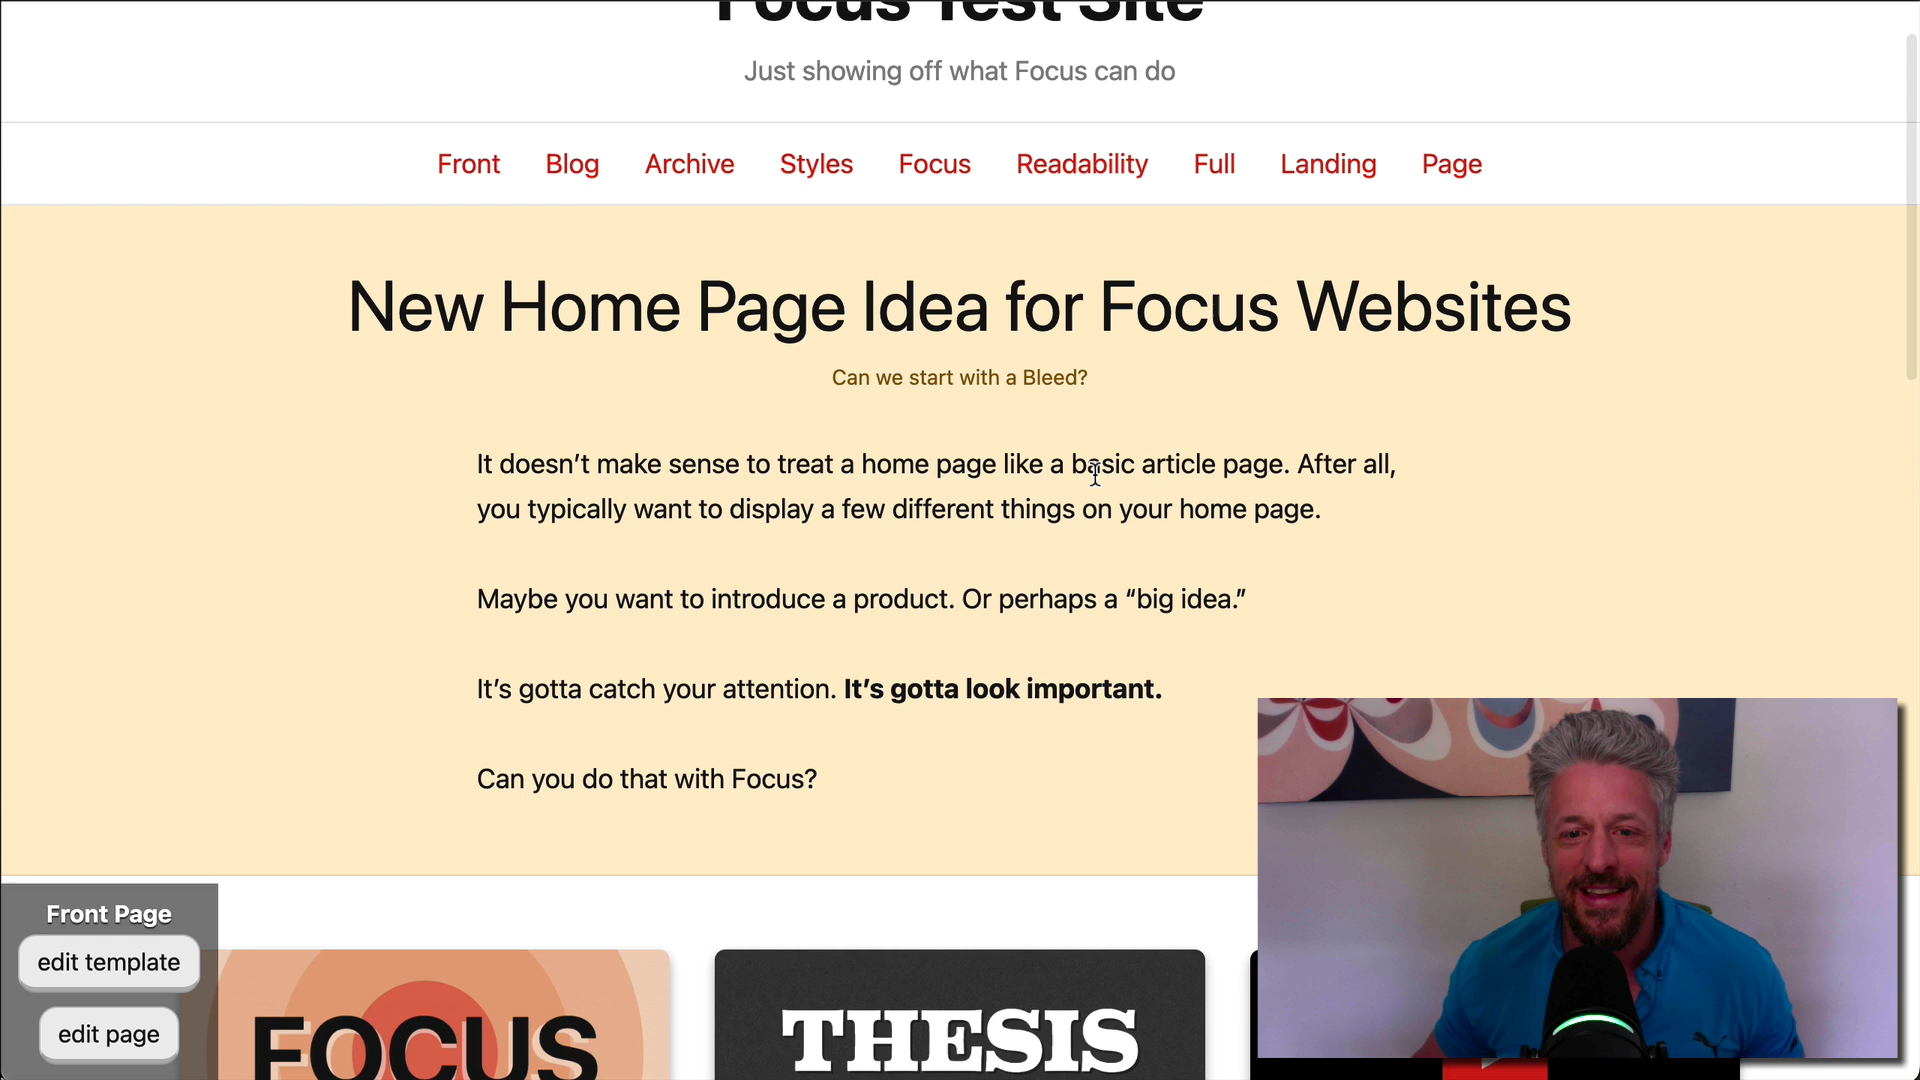 Focus Test Site
Just showing off what Focus can do
Front Blog Archive Styles Focus Readability Full Landing Page
New Home Page Idea for Focus Websites
Can we start with a Bleed?
It doesn’t make sense to treat a home page like a basic article page. After all,
you typically want to display a few different things on your home page.
Maybe you want to introduce a product. Or perhaps a “big idea.”
It’s gotta catch your attention. It’s gotta look important.
Can you do that with Focus?
Front Page
edit template
edit page
FOCUS
THESIS